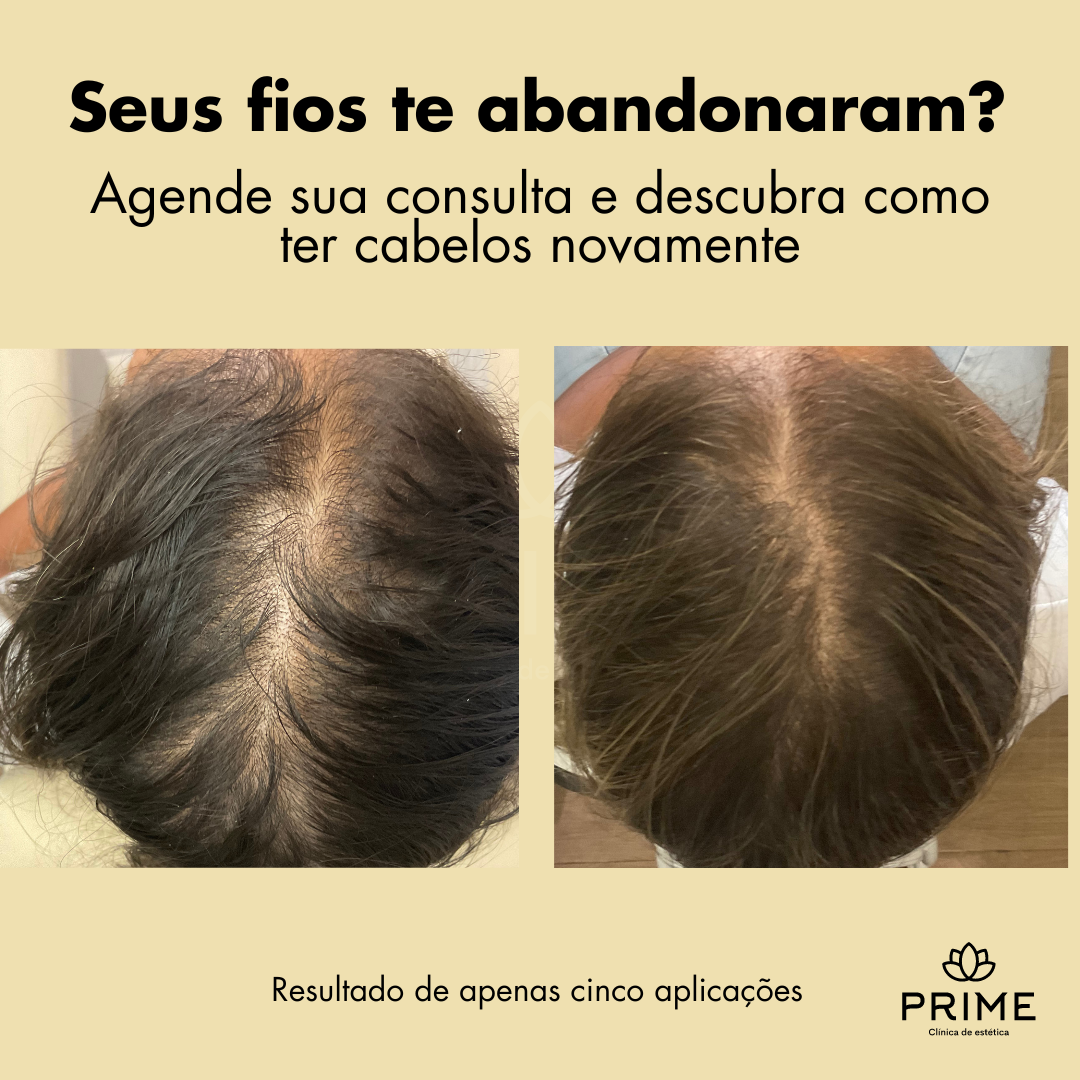 Seus fios te abandonaram?
Agende sua consulta e descubra como
ter cabelos novamente
Resultado de apenas cinco aplicações
PRIME
Clínica de estética